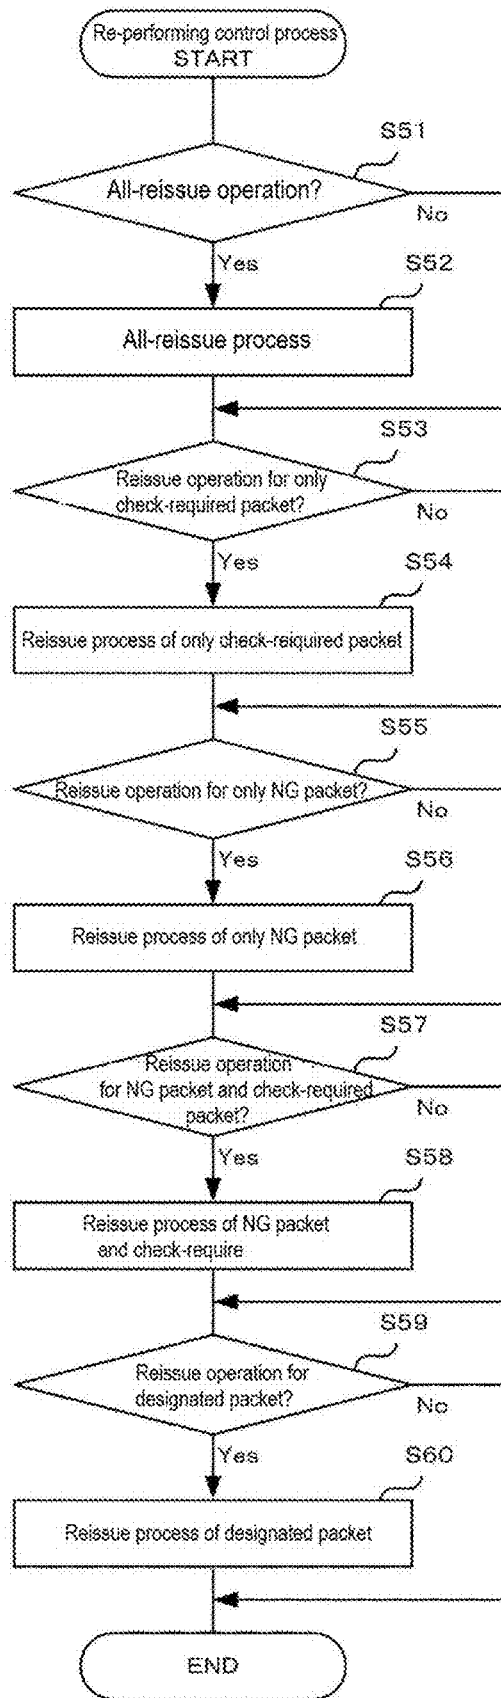 Re-performing control process
START
S51
All-reissue operation?
No
Yes
S52
All-reissue process
S53
Reissue operation for only
check-required packet?
No
Yes
S54
Reissue process of only check-reiquired packet
S55
Reissue operation for only NG packet?
No
Yes
S56
Reissue process of only NG packet
S57
Reissue operation
for NG packet and check-required
packet?
No
Yes
S58
Reissue process of NG packet
and check-require
S59
Reissue operation for
designated packet?
No
Yes
S60
Reissue process of designated packet
END